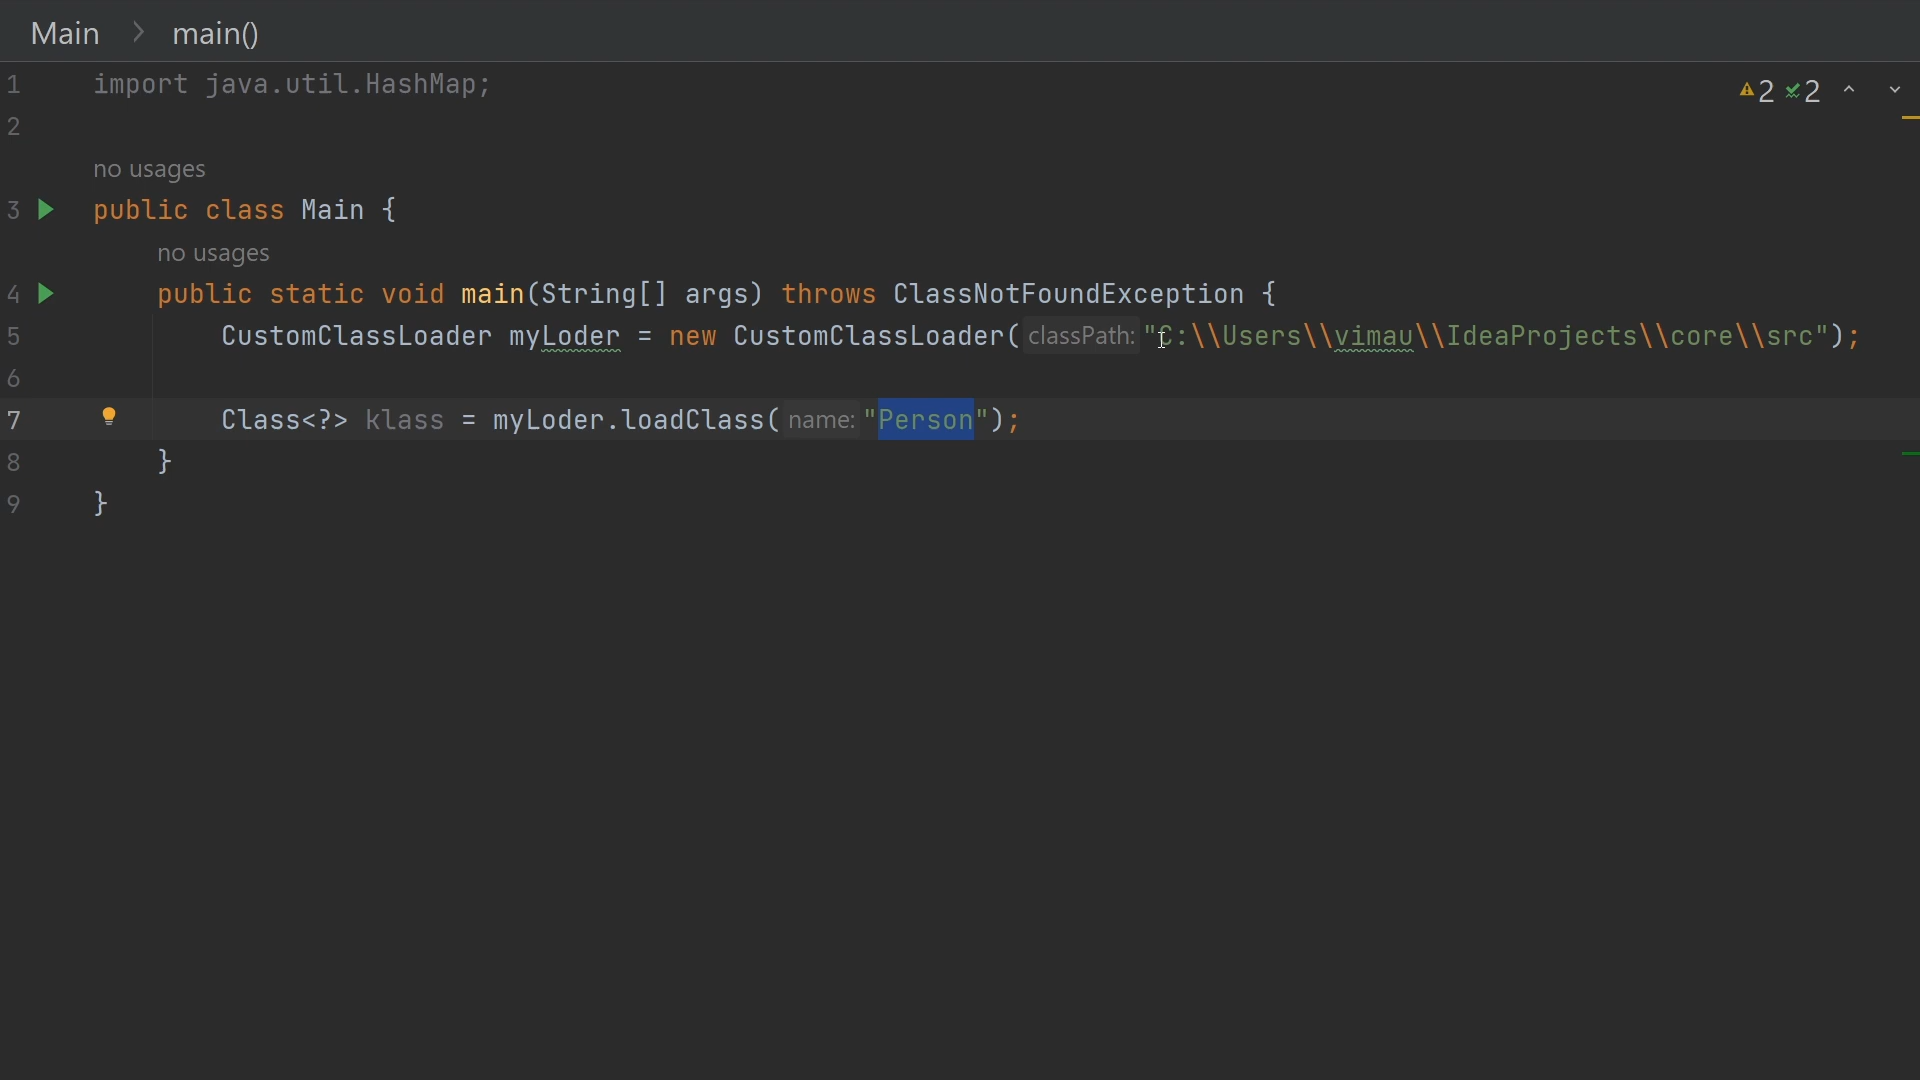 Main > main()
1 import java.util.HashMap;
2 2 2
no usages
3 public class Main {
no usages
4 public static void main(String[] args) throws ClassNotFoundException {
5 CustomClassLoader myLoder = new CustomClassLoader( classPath: "C:\\Users\\vimau\\IdeaProjects\\core\\src");
6
7 Class<?> klass = myLoder.loadClass( name: "Person");
8 }
9 }